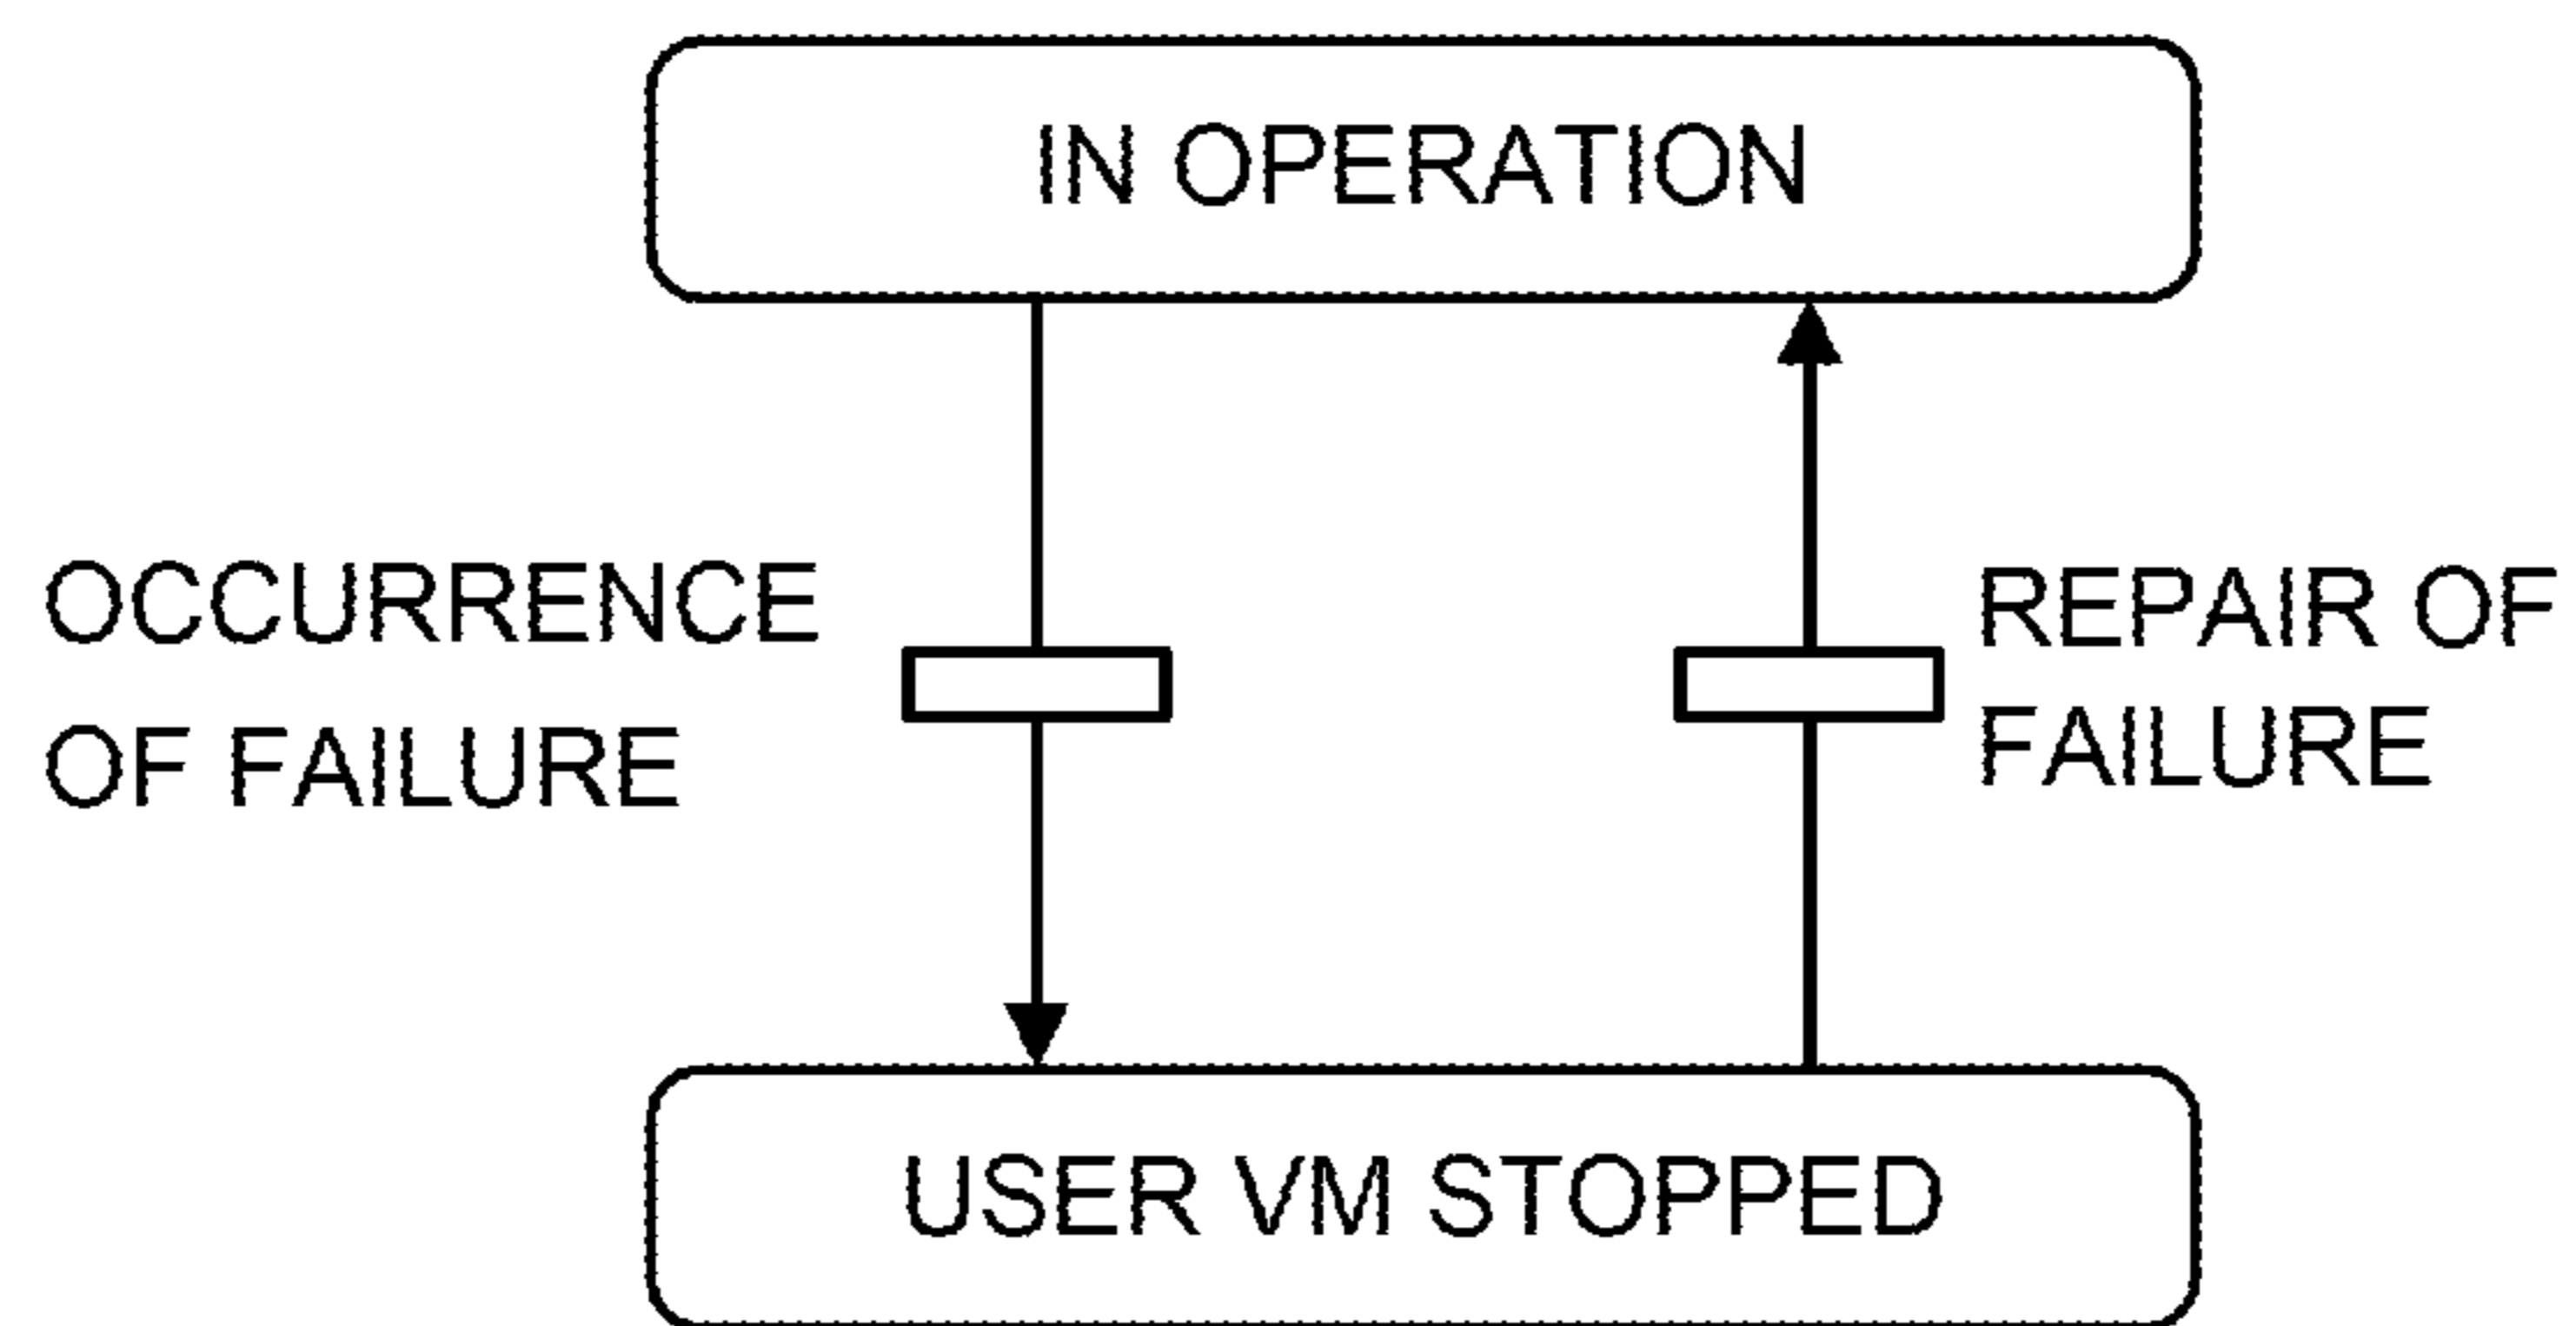 IN OPERATION
OCCURRENCE
OF FAILURE
REPAIR OF
FAILURE
USER VM STOPPED